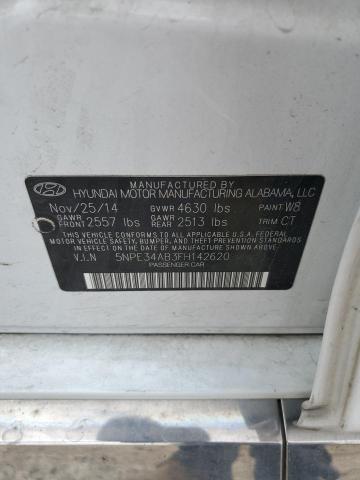 MANUFACTURED BY
HYUNDAI MOTOR MANUFACTURING ALABAMA, LLC
Nov/25/14 GVWR 4630 lbs PAINT W8
GAWR FRONT 2557 lbs GAWR REAR 2513 lbs TRIM CT
THIS VEHICLE CONFORMS TO ALL APPLICABLE U.S.A. FEDERAL
MOTOR VEHICLE SAFETY, BUMPER, AND THEFT PREVENTION
STANDARDS IN EFFECT ON THE DATE OF MANUFACTURE SHOWN ABOVE.
V.I.N 5NPE34AB3FH142620
PASSENGER CAR